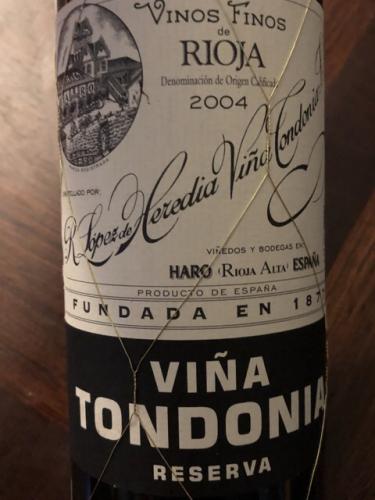 VINOS FINOS
de
RIOJA
Denominación de Origen Calificada
2004
R. López de Heredia Viña Tondonia
VIÑEDOS Y BODEGAS EN
HARO (RIOJA ALTA) ESPAÑA
PRODUCTO DE ESPAÑA
FUNDADA EN 187
VIÑA
TONDONIA
RESERVA